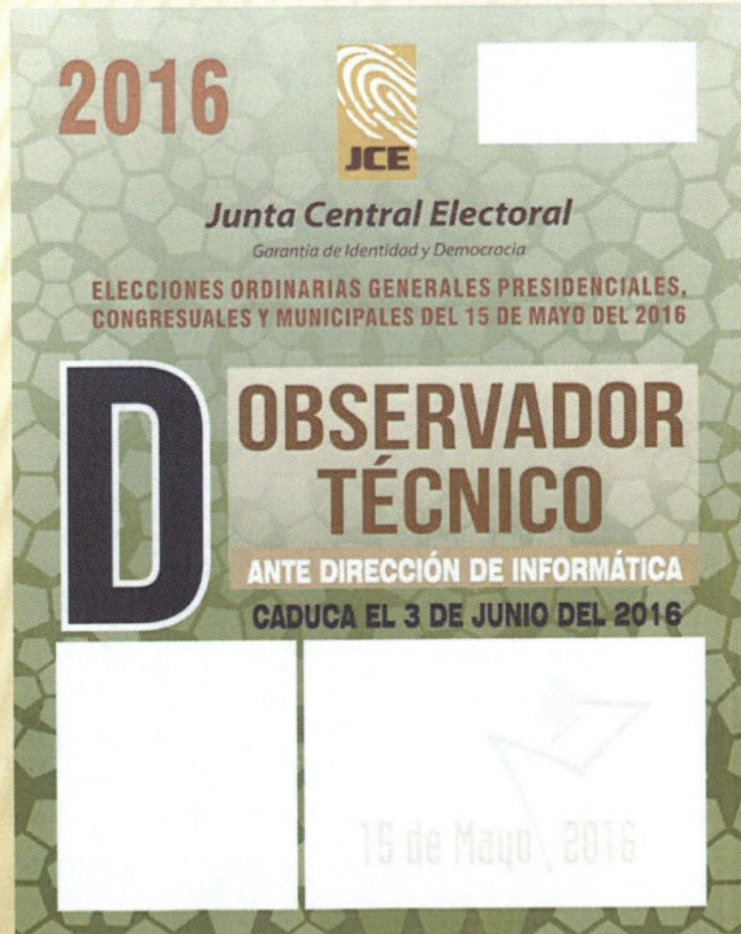 2016
JCE
Junta Central Electoral
Garantía de Identidad y Democracia
ELECCIONES ORDINARIAS GENERALES PRESIDENCIALES,
CONGRESUALES Y MUNICIPALES DEL 15 DE MAYO DEL 2016
D
OBSERVADOR
TÉCNICO
ANTE DIRECCIÓN DE INFORMÁTICA
CADUCA EL 3 DE JUNIO DEL 2016
15 de Mayo 2016